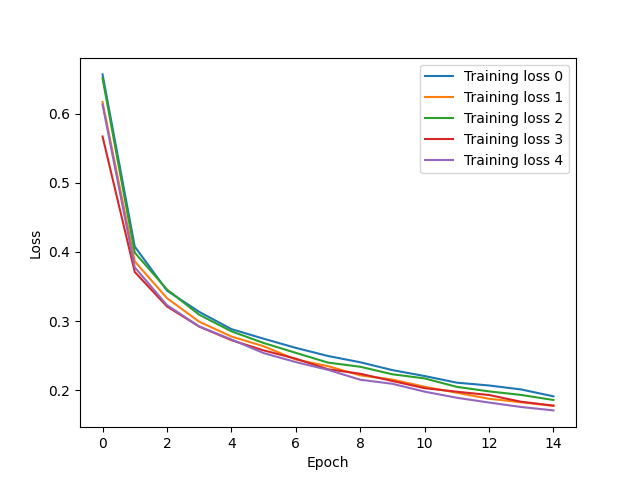 Training loss 0
Training loss 1
Training loss 2
Training loss 3
Training loss 4
Loss
0.6
0.5
0.4
0.3
0.2
0 2 4 6 8 10 12 14
Epoch